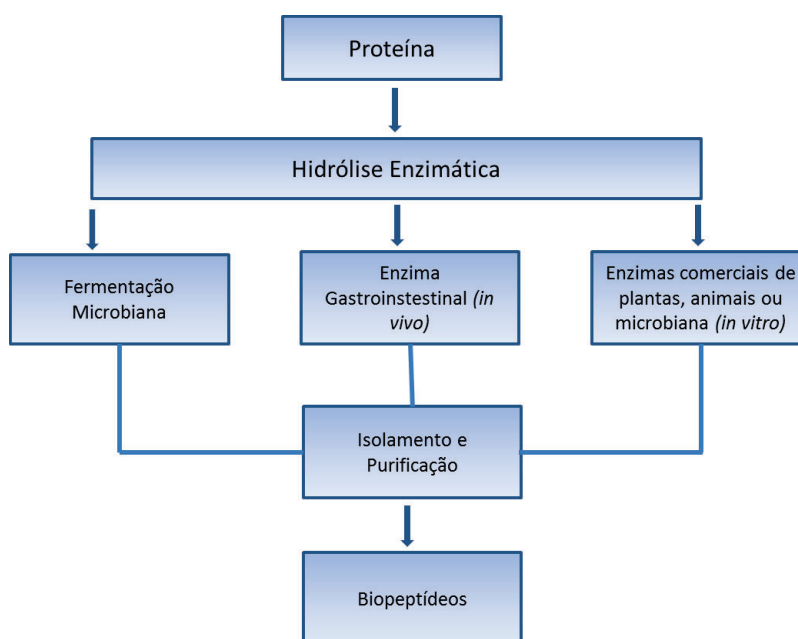 Proteína
Hidrólise Enzimática
Fermentação
Microbiana
Enzima
Gastroinstestinal (in
vivo)
Enzimas comerciais de
plantas, animais ou
microbiana (in vitro)
Isolamento e
Purificação
Biopeptídeos